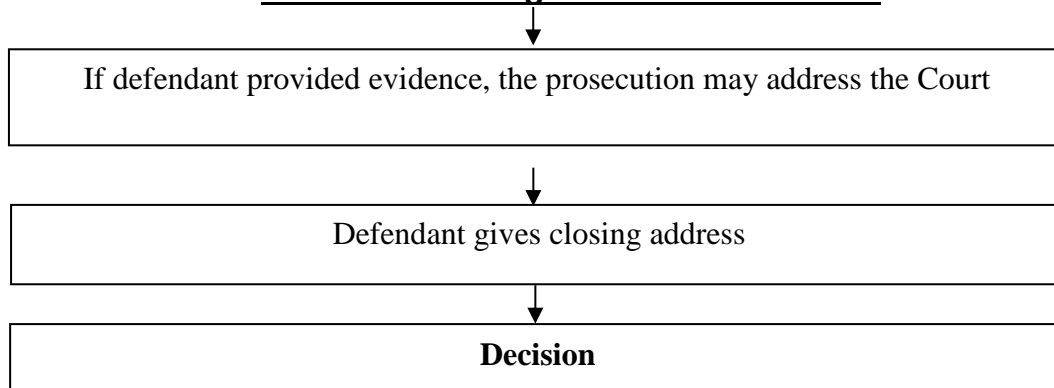 If defendant provided evidence, the prosecution may address the Court
Defendant gives closing address
Decision